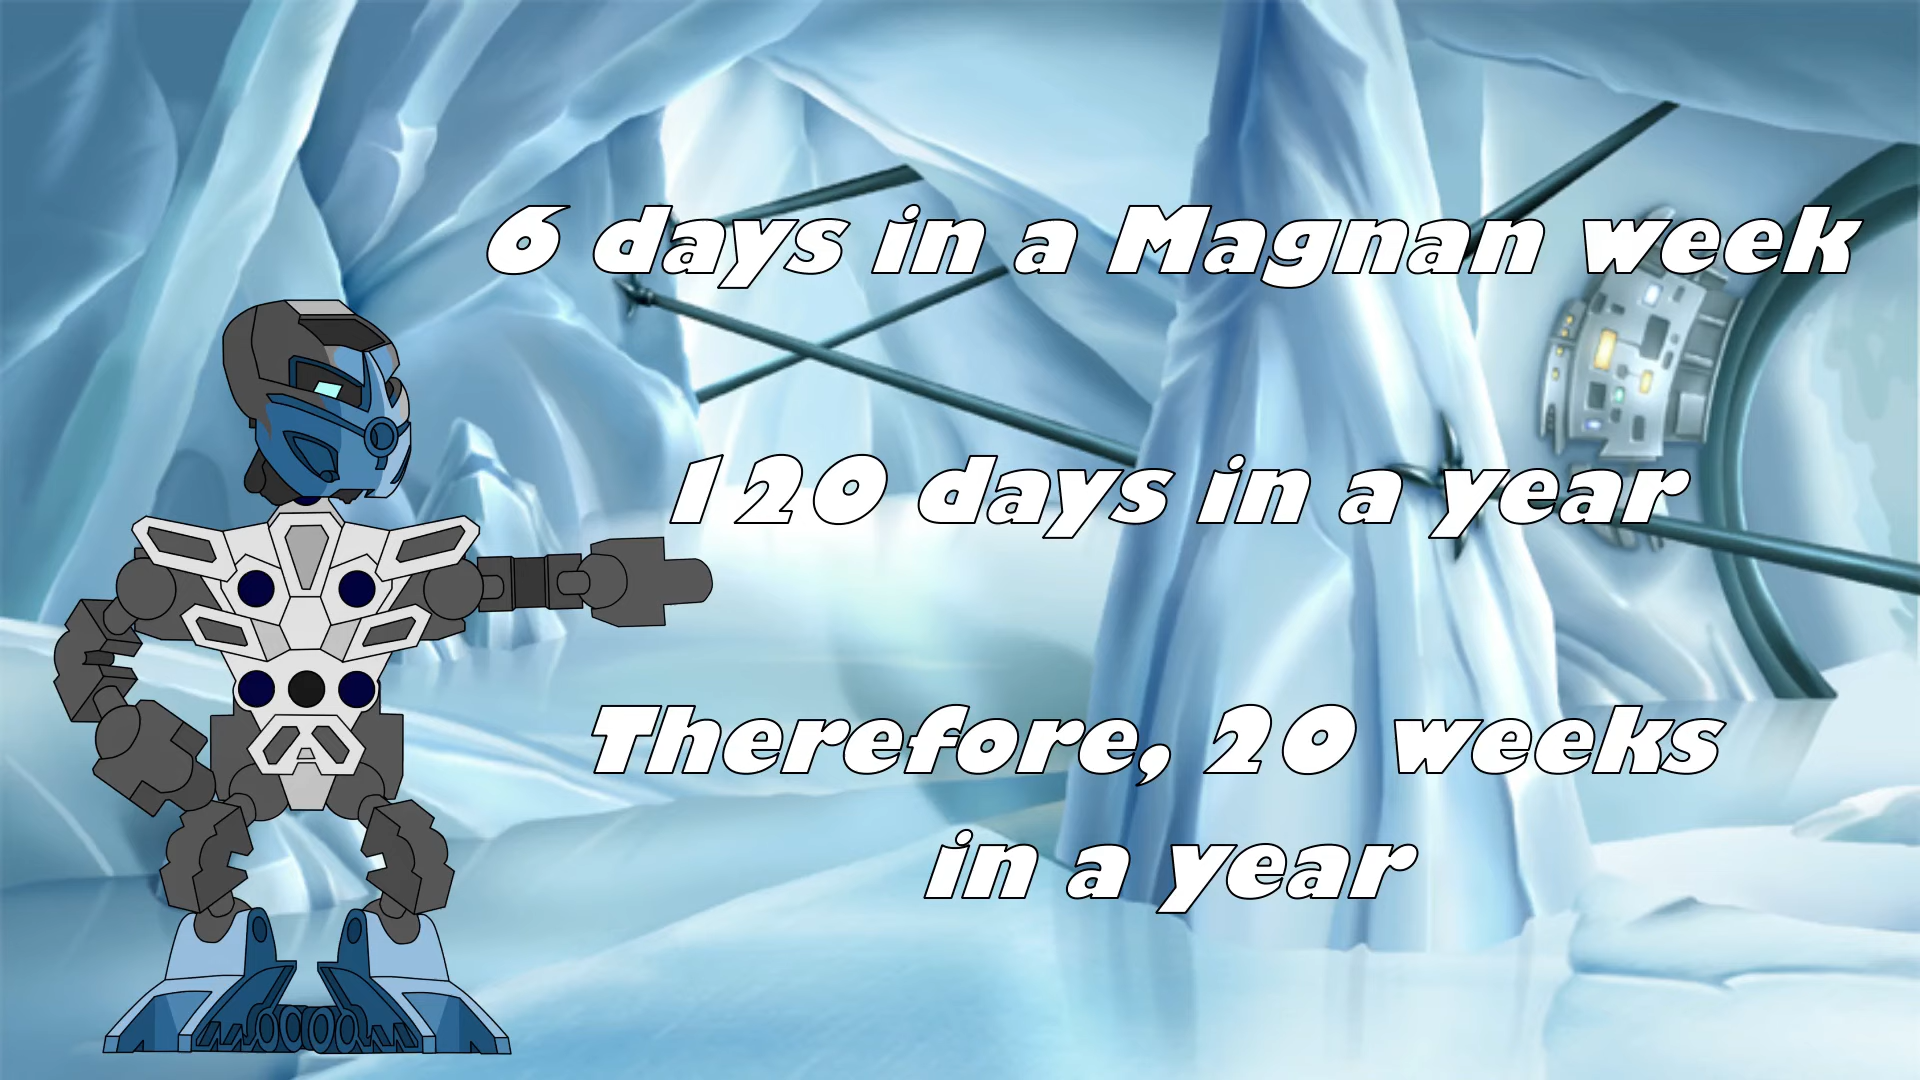 6 days in a Magnan week
120 days in a year
Therefore, 20 weeks
in a year